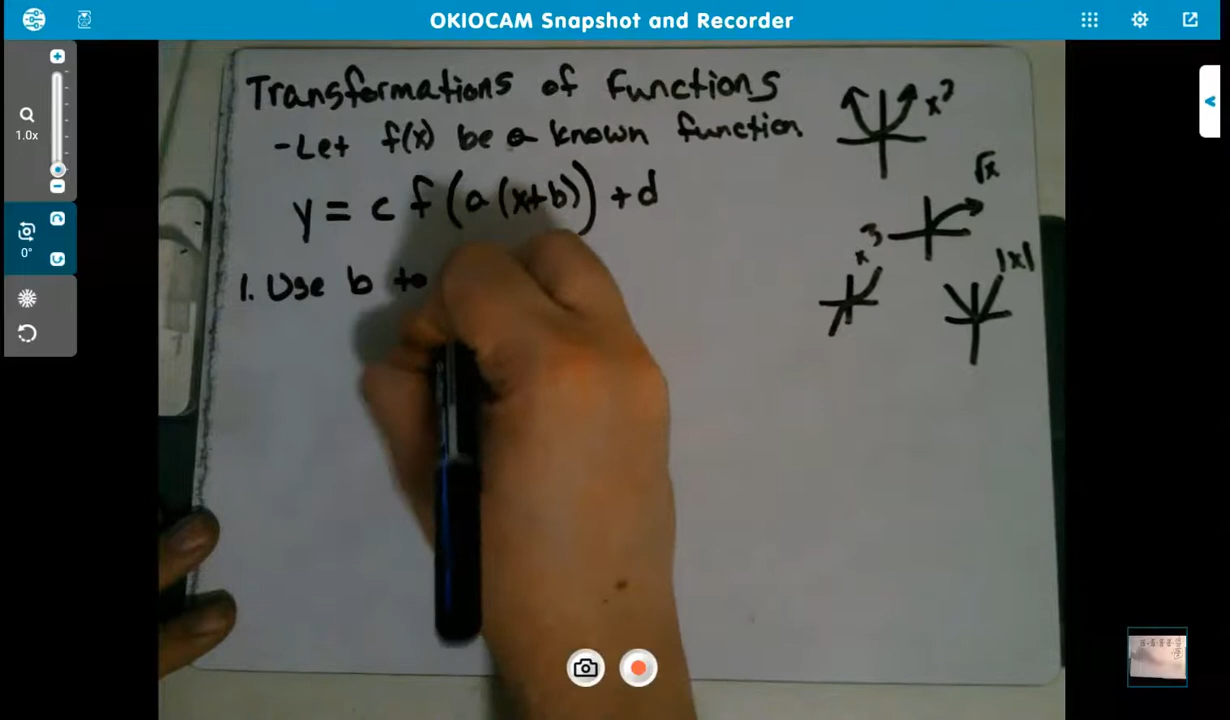 OKIOCAM Snapshot and Recorder
1.0x
0°
Transformations of Functions
-Let f(x) be a known function
y = c f(a(x+b)) + d
1. Use b to
x²
√x
x³
|x|